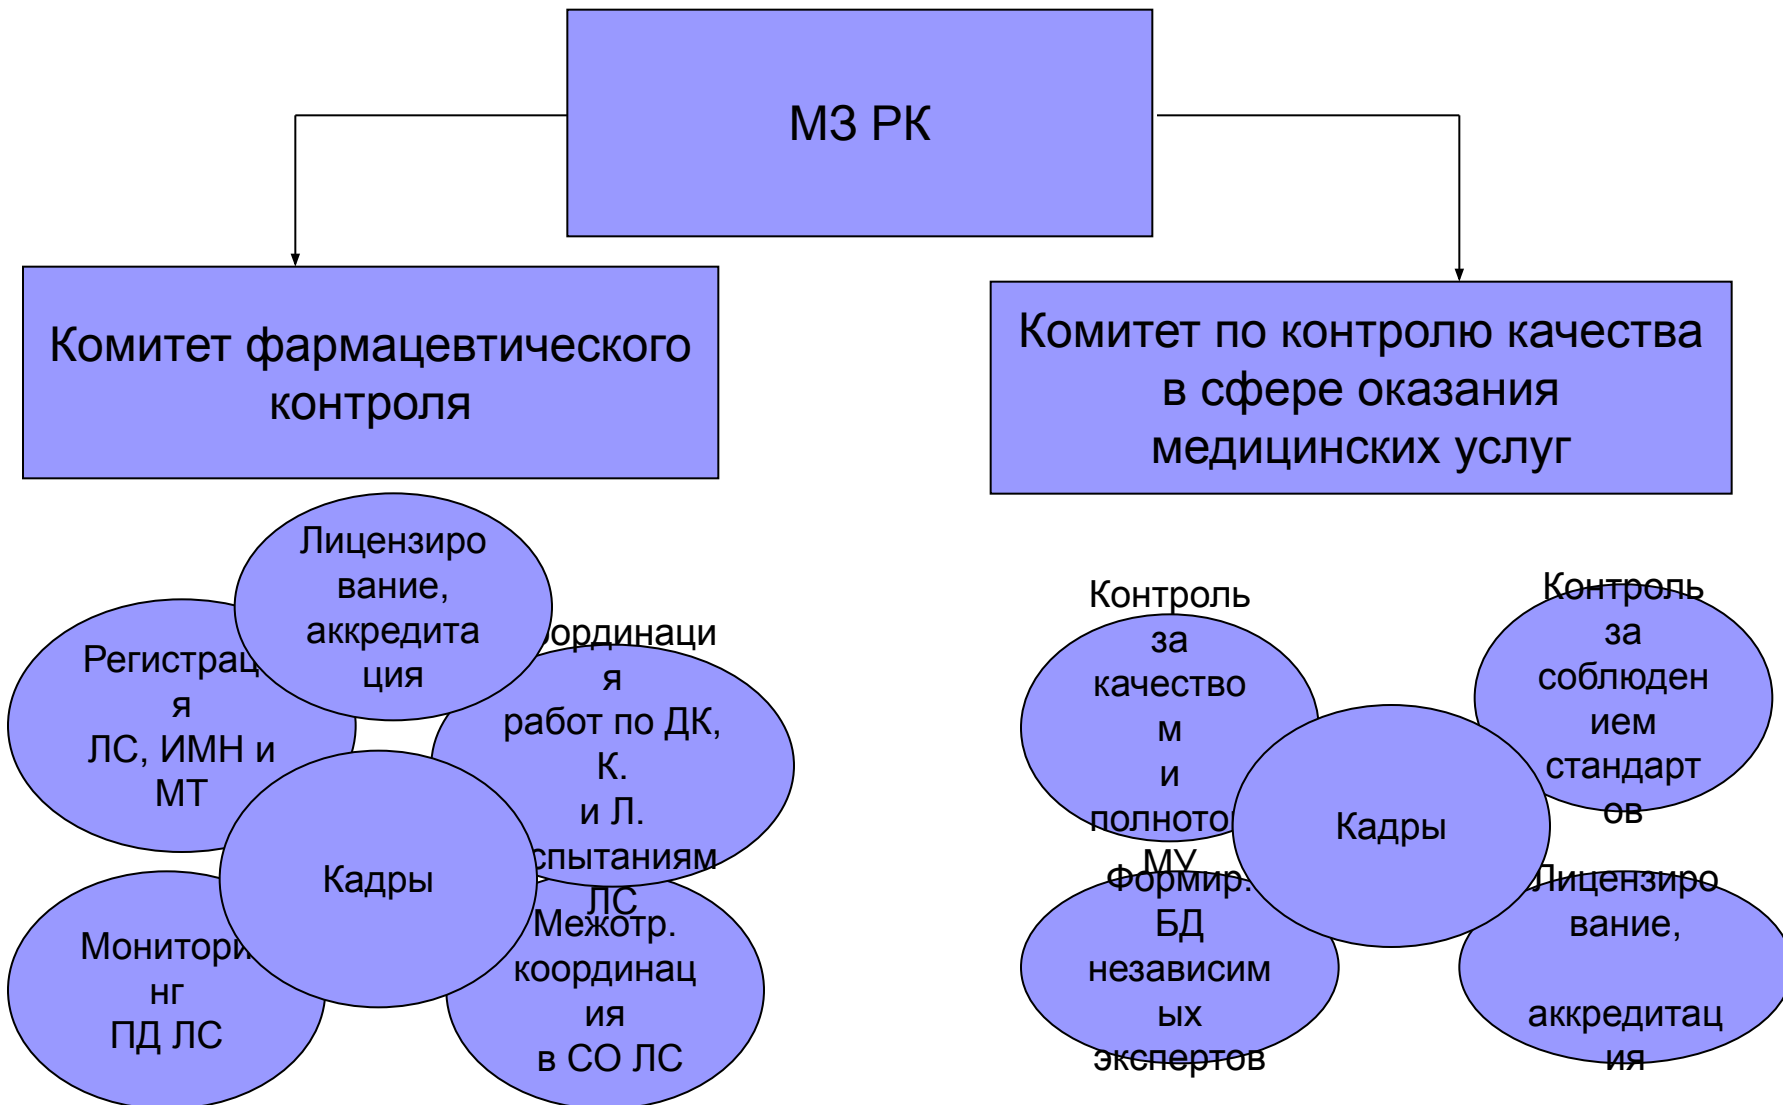 МЗ РК
Комитет фармацевтического
контроля
Комитет по контролю качества
в сфере оказания
медицинских услуг
Лицензиро
вание,
аккредита
ция
Регистрац
я
ЛС, ИМН и
МТ
ординаци
я
работ по ДК,
К.
и Л.
спытаниям
ЛС
Кадры
Монитори
нг
ПД ЛС
Межотр.
координац
ия
в СО ЛС
Контроль
за
качество
м
и
полното
МУ
Контроль
за
соблюден
ием
стандарт
ов
Кадры
Формир.
БД
независим
ых
экспертов
Лицензиро
вание,
аккредитац
ия